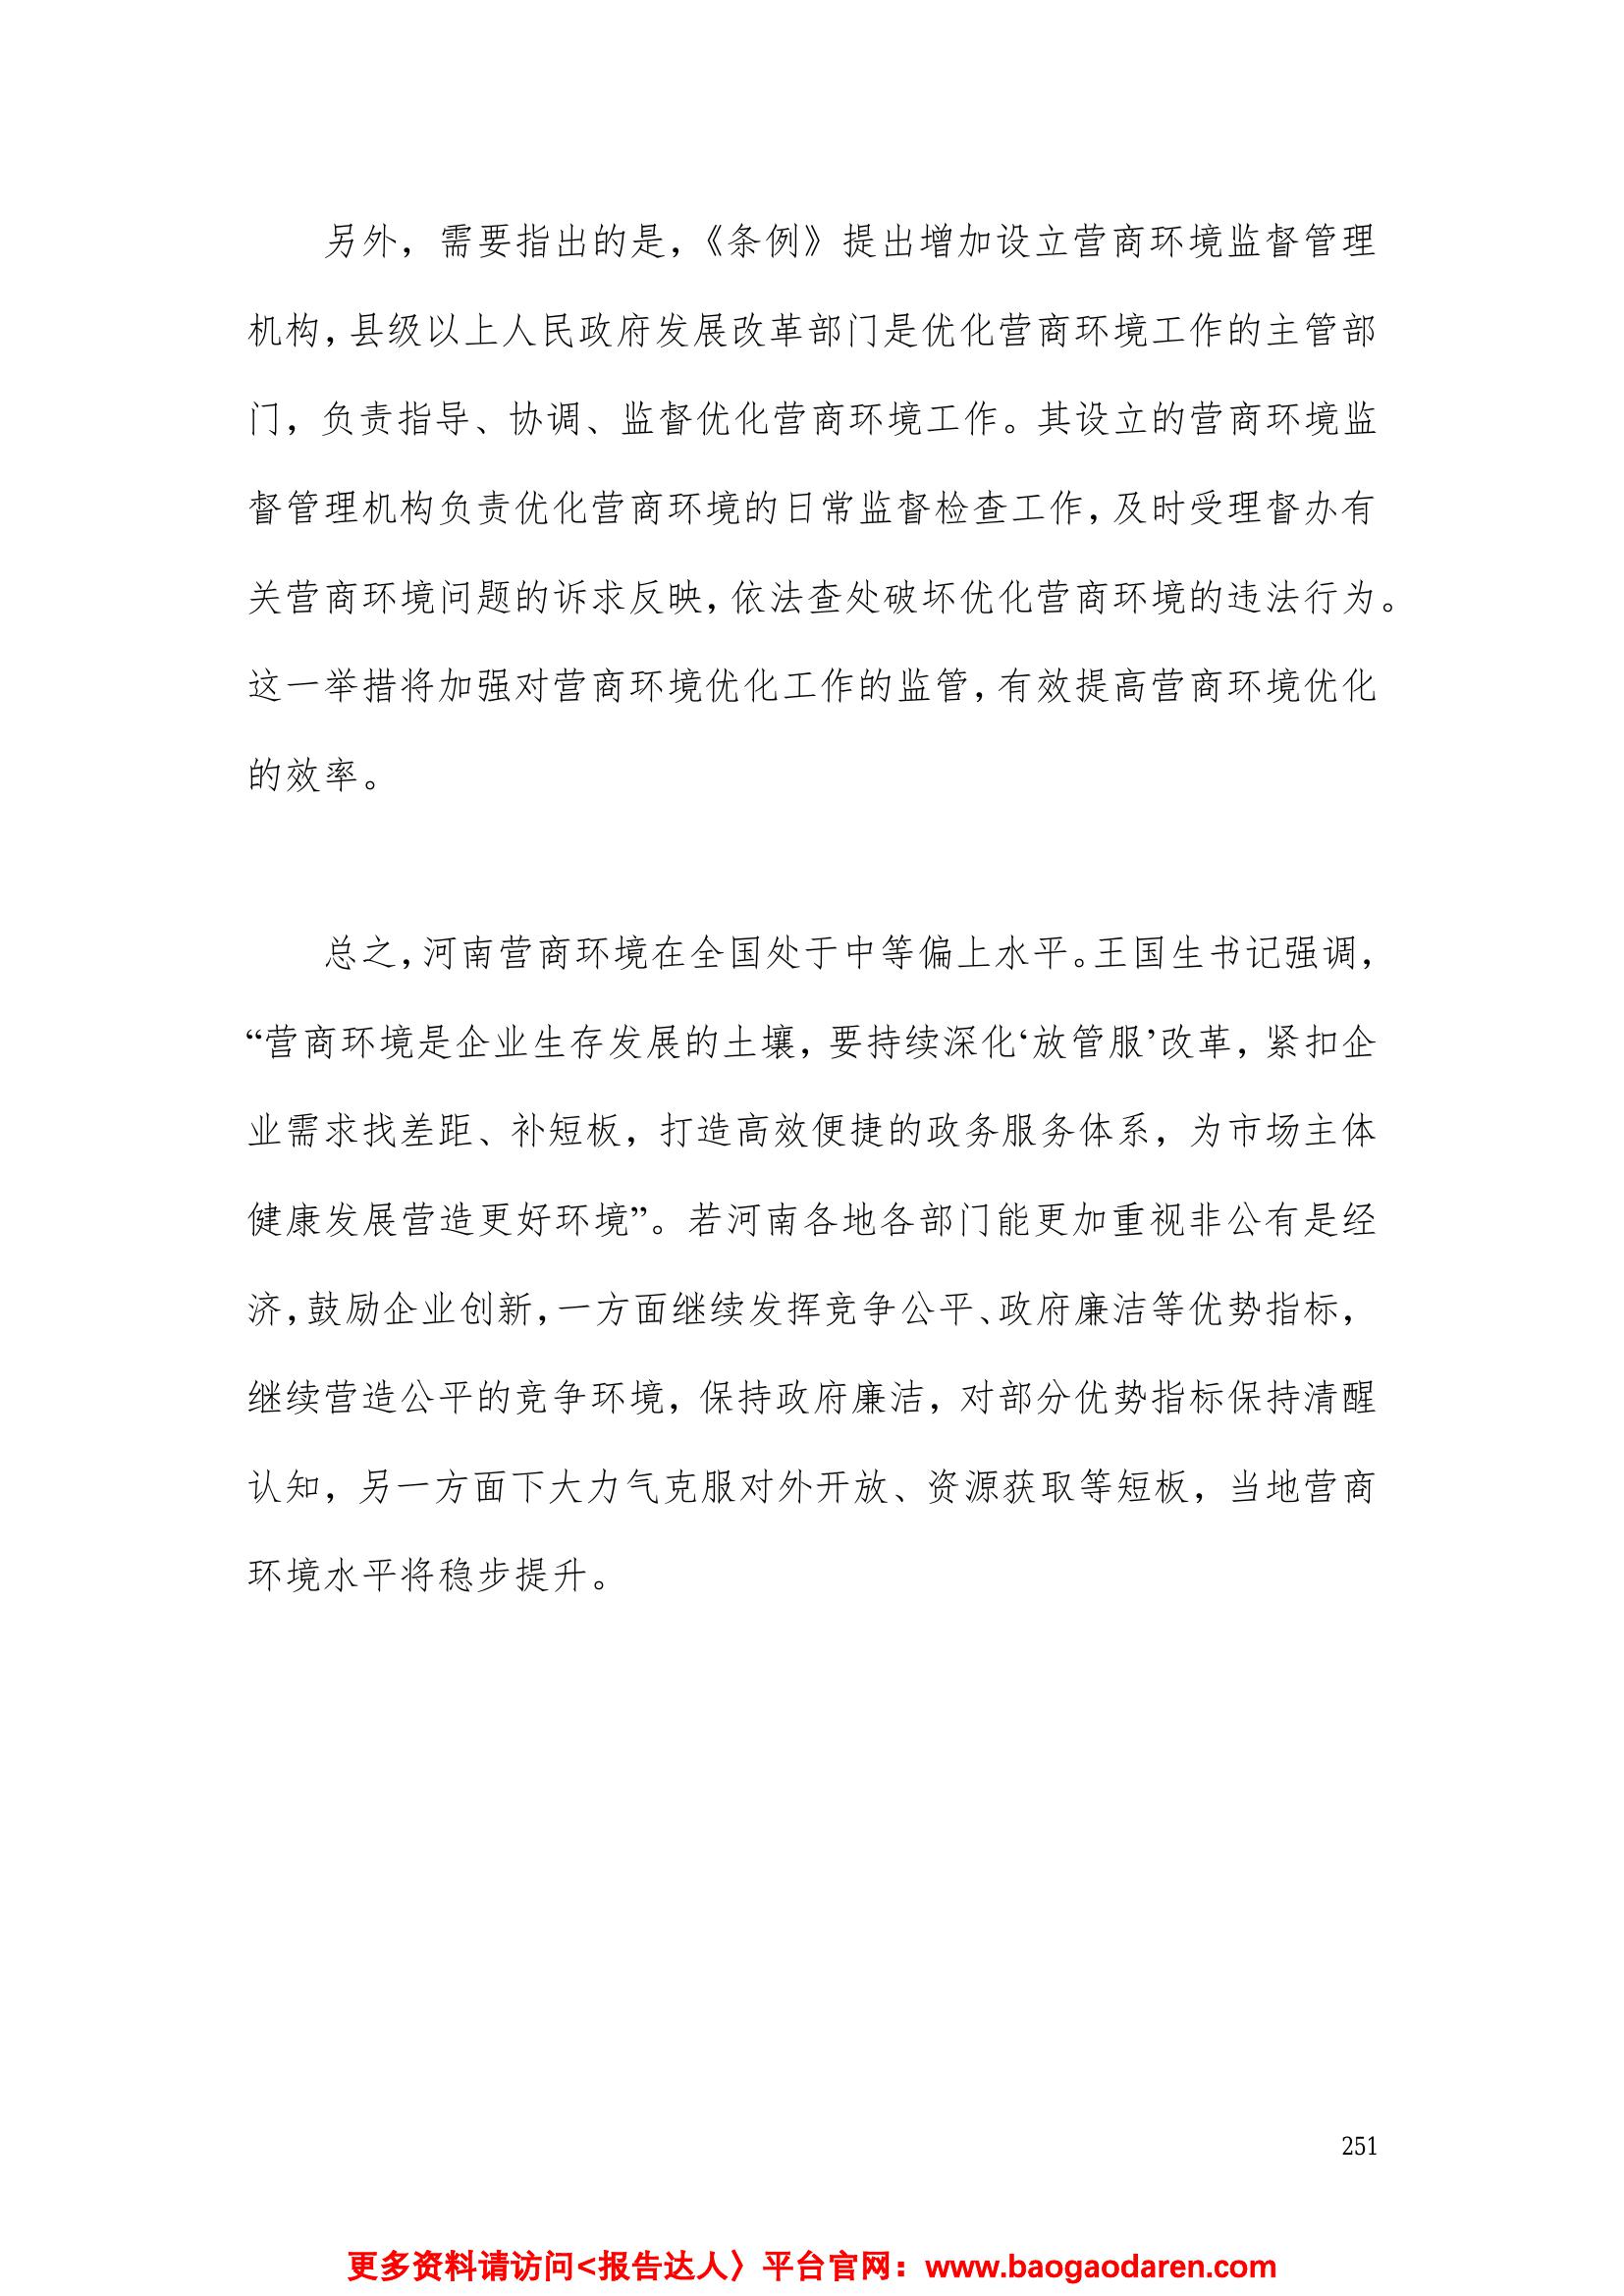 另外，需要指出的是，《条例》提出增加设立营商环境监督管理
机构，县级以上人民政府发展改革部门是优化营商环境工作的主管部
门，负责指导、协调、监督优化营商环境工作。其设立的营商环境监
督管理机构负责优化营商环境的日常监督检查工作，及时受理督办有
关营商环境问题的诉求反映，依法查处破坏优化营商环境的违法行为。
这一举措将加强对营商环境优化工作的监管，有效提高营商环境优化
的效率。
总之，河南营商环境在全国处于中等偏上水平。王国生书记强调，
“营商环境是企业生存发展的土壤，要持续深化‘放管服’改革，紧扣企
业需求找差距、补短板，打造高效便捷的政务服务体系，为市场主体
健康发展营造更好环境”。若河南各地各部门能更加重视非公有是经
济，鼓励企业创新，一方面继续发挥竞争公平、政府廉洁等优势指标，
继续营造公平的竞争环境，保持政府廉洁，对部分优势指标保持清醒
认知，另一方面下大力气克服对外开放、资源获取等短板，当地营商
环境水平将稳步提升。
251
更多资料请访问<报告达人〉平台官网：www.baogaodaren.com